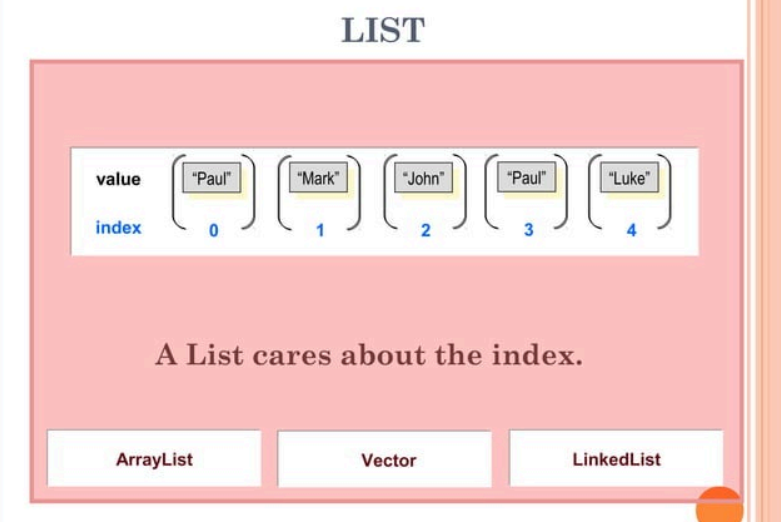 LIST
value “Paul” “Mark” “John” “Paul” “Luke”
index 0 1 2 3 4
A List cares about the index.
ArrayList Vector LinkedList